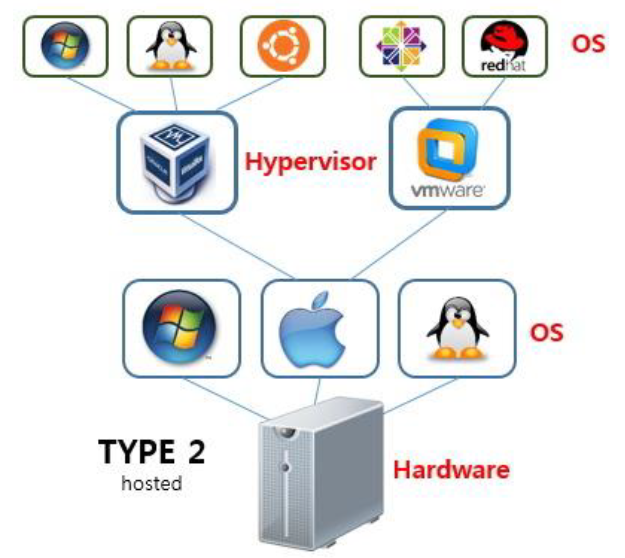 OS
redhat
Hypervisor
vmware
OS
TYPE 2
hosted
Hardware